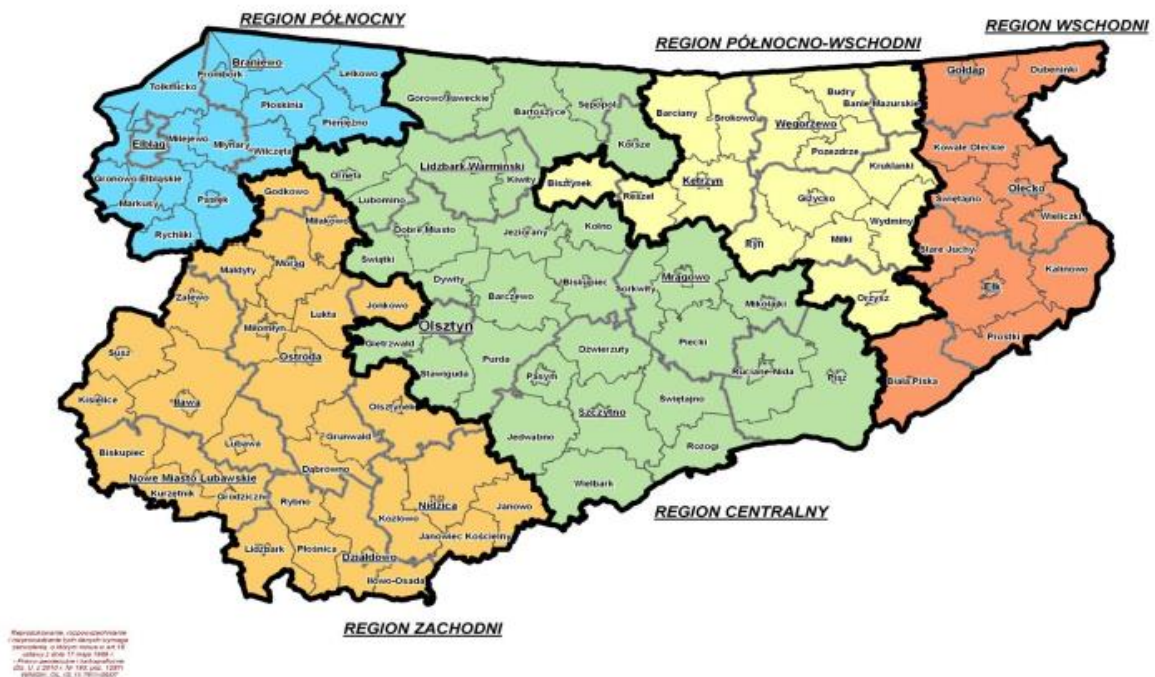 REGION PÓŁNOCNY
REGION WSCHODNI
REGION PÓŁNOCNO-WSCHODNI
Braniewo
Frombork
Lelkowo
Tolkmicko
Płoskinia
Pieniężno
Elbląg
Milejewo
Młynary
Wilczęta
Gronowo Elbląskie
Markusy
Pasłęk
Rychliki
Gołdap
Dubeninki
Kowale Oleckie
Olecko
Świętajno
Wieliczki
Stare Juchy
Kalinowo
Ełk
Prostki
Biała Piska
Budry
Banie Mazurskie
Barciany
Srokowo
Węgorzewo
Pozezdrze
Kruklanki
Bisztynek
Reszel
Kętrzyn
Giżycko
Wydminy
Ryn
Miłki
Orzysz
Górowo Iławeckie
Bartoszyce
Sępopol
Korsze
Lidzbark Warmiński
Orneta
Kiwity
Lubomino
Dobre Miasto
Jeziorany
Kolno
Świątki
Dywity
Barczewo
Biskupiec
Sorkwity
Mrągowo
Mikołajki
Olsztyn
Gietrzwałd
Stawiguda
Purda
Dźwierzuty
Piecki
Pasym
Ruciane-Nida
Pisz
Szczytno
Świętajno
Jedwabno
Rozogi
Wielbark
Godkowo
Miłakowo
Małdyty
Morąg
Zalewo
Łukta
Jonkowo
Miłomłyn
Ostróda
Susz
Kisielice
Iława
Olsztynek
Lubawa
Grunwald
Biskupiec
Dąbrówno
Nowe Miasto Lubawskie
Kurzętnik
Grodziczno
Rybno
Nidzica
Kozłowo
Janowo
Janowiec Kościelny
Lidzbark
Płośnica
Działdowo
Iłowo-Osada
REGION CENTRALNY
REGION ZACHODNI